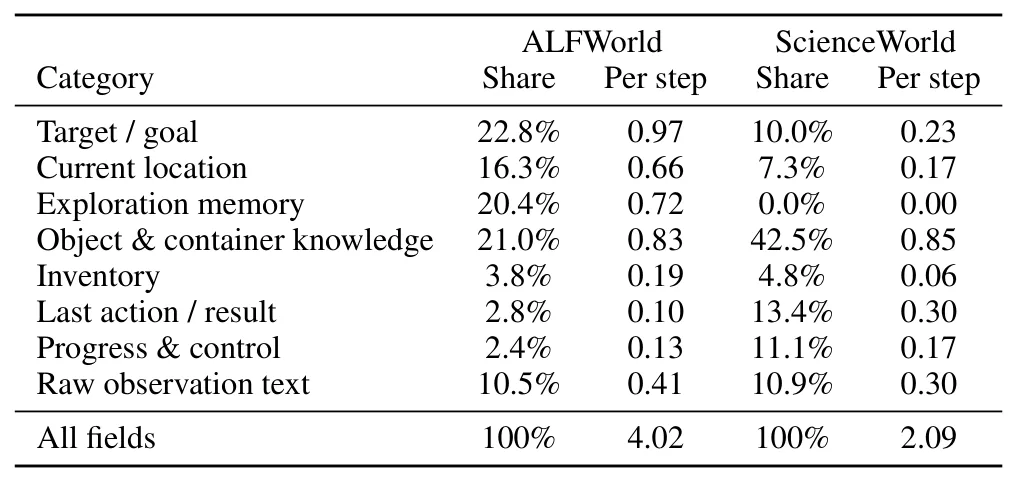 ALFWorld ScienceWorld
Category Share Per step Share Per step
Target / goal 22.8% 0.97 10.0% 0.23
Current location 16.3% 0.66 7.3% 0.17
Exploration memory 20.4% 0.72 0.0% 0.00
Object & container knowledge 21.0% 0.83 42.5% 0.85
Inventory 3.8% 0.19 4.8% 0.06
Last action / result 2.8% 0.10 13.4% 0.30
Progress & control 2.4% 0.13 11.1% 0.17
Raw observation text 10.5% 0.41 10.9% 0.30
All fields 100% 4.02 100% 2.09